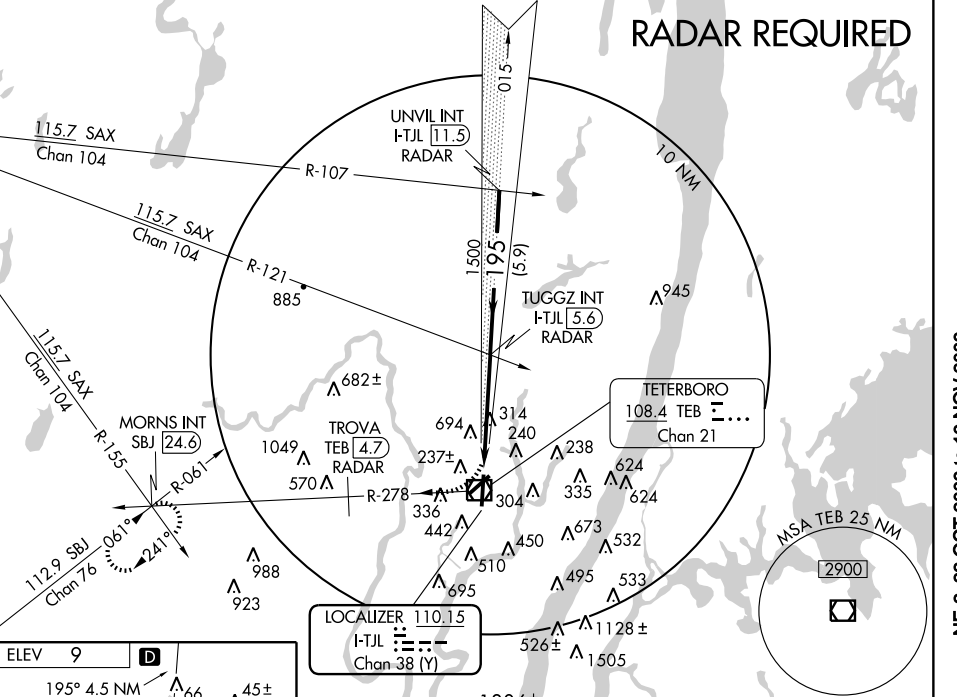 RADAR REQUIRED
015
UNVIL INT
I-TJL 11.5
RADAR
115.7 SAX
Chan 104
R-107
10 NM
115.7 SAX
Chan 104
R-121
1500
195
(5.9)
885
945
TUGGZ INT
I-TJL 5.6
RADAR
115.7 SAX
Chan 104
R-155
682±
TETERBORO
108.4 TEB
Chan 21
MORNS INT
SBJ 24.6
TROVA
TEB 4.7
RADAR
694
314
240
1049
237±
238
570
R-061
R-278
336
304
335
624
624
442
673
450
532
061°
241°
112.9 SBJ
Chan 76
510
988
495
533
695
923
MSA TEB 25 NM
2900
LOCALIZER 110.15
I-TJL
Chan 38 (Y)
526±
1128±
1505
ELEV 9
D
195° 4.5 NM
66
45±